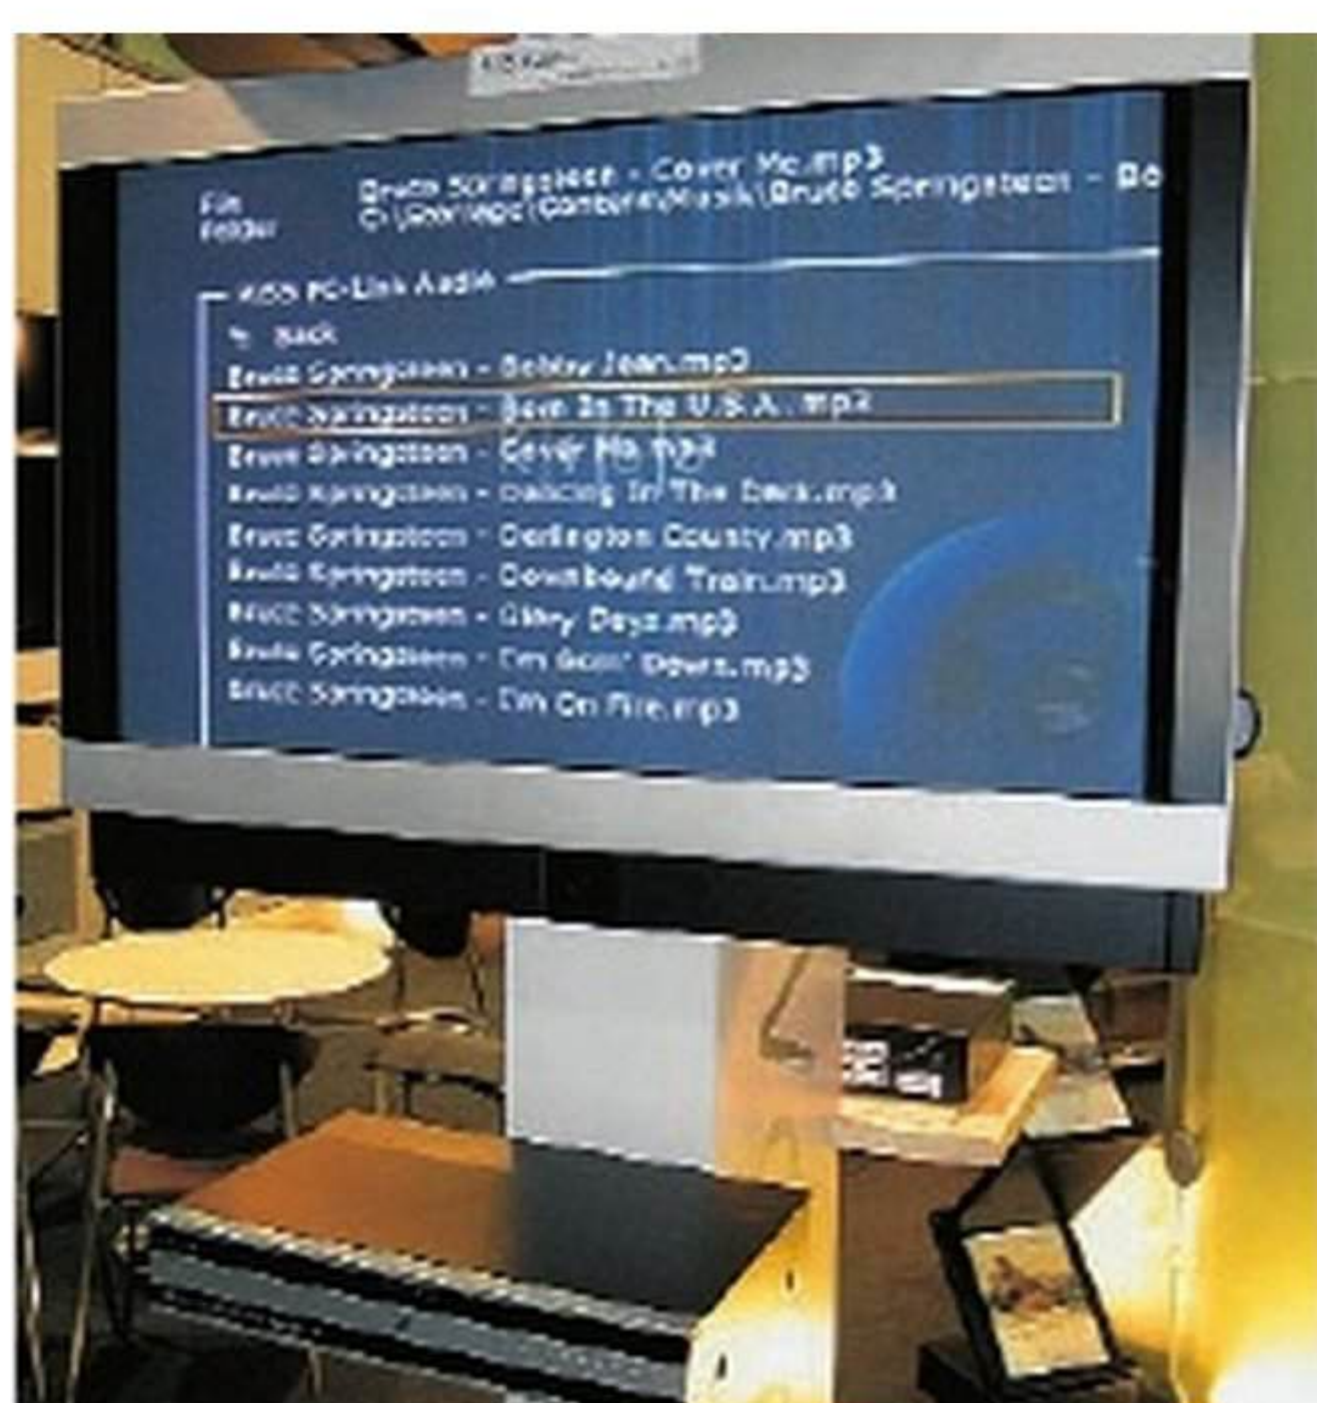 File Bruce Springsteen - Cover Me.mp3
Folder Bruce Springsteen - Bo
PC-Link Audio
Back
Bruce Springsteen - Bobby Jean.mp3
Bruce Springsteen - Born In The U.S.A..mp3
Bruce Springsteen - Cover Me.mp3
Bruce Springsteen - Dancing In The Dark.mp3
Bruce Springsteen - Darlington County.mp3
Bruce Springsteen - Downbound Train.mp3
Bruce Springsteen - Glory Days.mp3
Bruce Springsteen - I'm Goin' Down.mp3
Bruce Springsteen - I'm On Fire.mp3